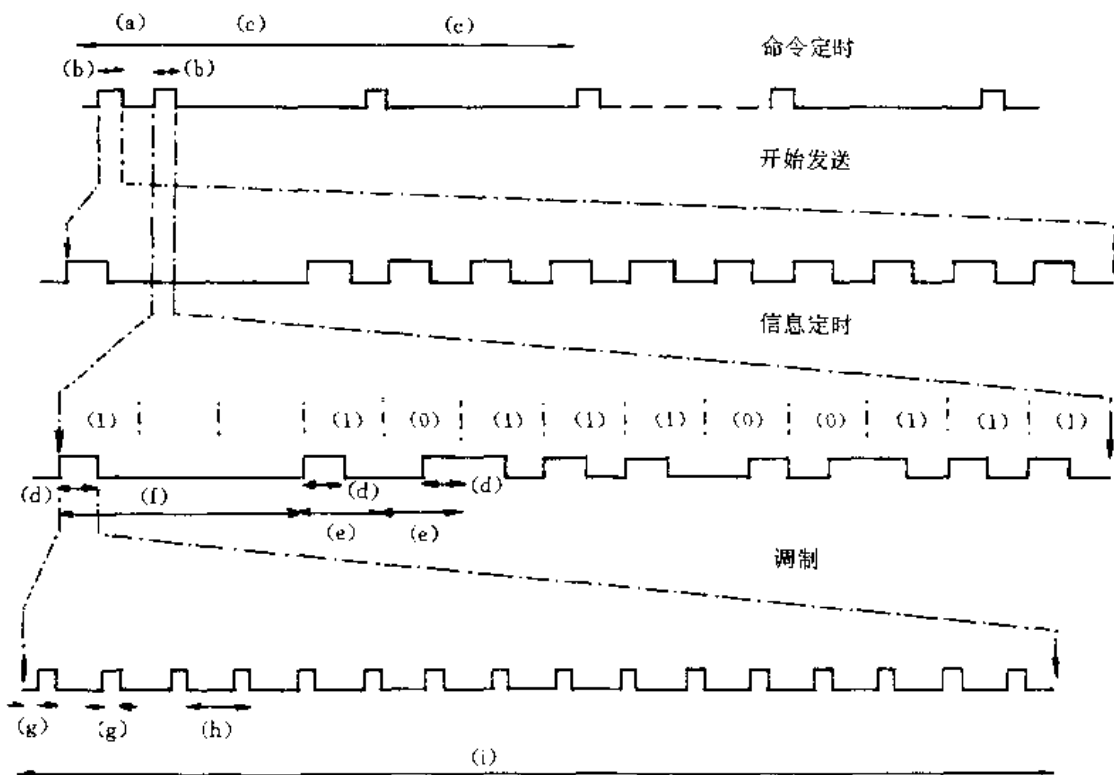 (a) (c) (c)
命令定时
(b) (b)
开始发送
信息定时
(1) (1) (0) (1) (1) (1) (0) (0) (1) (1) (1)
(d) (f) (d) (d)
(e) (e)
调制
(g) (g) (h)
(i)